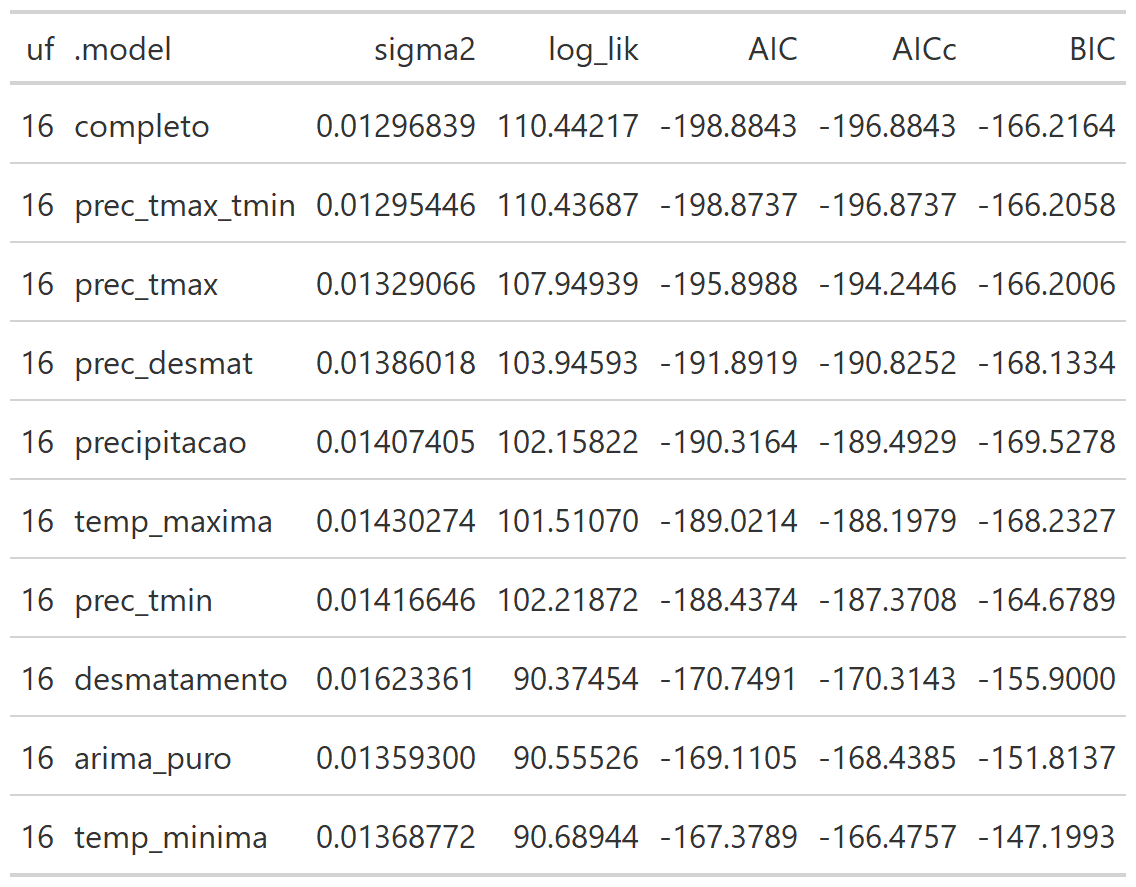 uf .model sigma2 log_lik AIC AICc BIC
16 completo 0.01296839 110.44217 -198.8843 -196.8843 -166.2164
16 prec_tmax_tmin 0.01295446 110.43687 -198.8737 -196.8737 -166.2058
16 prec_tmax 0.01329066 107.94939 -195.8988 -194.2446 -166.2006
16 prec_desmat 0.01386018 103.94593 -191.8919 -190.8252 -168.1334
16 precipitacao 0.01407405 102.15822 -190.3164 -189.4929 -169.5278
16 temp_maxima 0.01430274 101.51070 -189.0214 -188.1979 -168.2327
16 prec_tmin 0.01416646 102.21872 -188.4374 -187.3708 -164.6789
16 desmatamento 0.01623361 90.37454 -170.7491 -170.3143 -155.9000
16 arima_puro 0.01359300 90.55526 -169.1105 -168.4385 -151.8137
16 temp_minima 0.01368772 90.68944 -167.3789 -166.4757 -147.1993